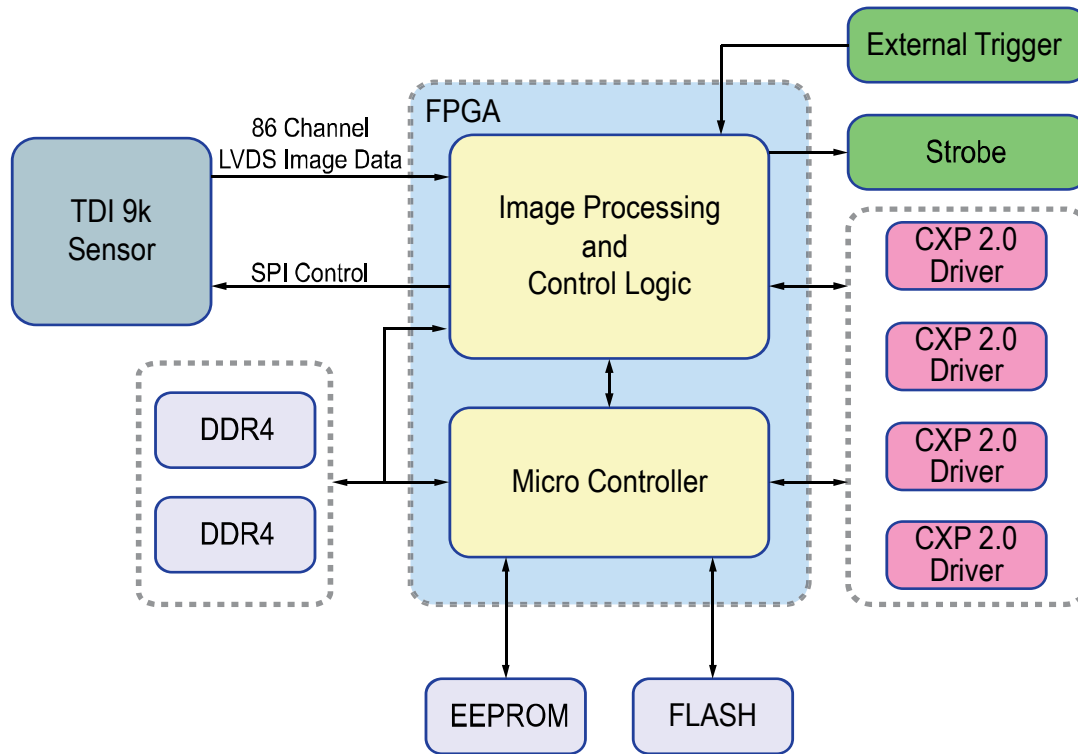 External Trigger
FPGA
86 Channel
LVDS Image Data
Strobe
TDI 9k
Sensor
Image Processing
and
Control Logic
SPI Control
CXP 2.0
Driver
CXP 2.0
Driver
DDR4
DDR4
Micro Controller
CXP 2.0
Driver
CXP 2.0
Driver
EEPROM
FLASH